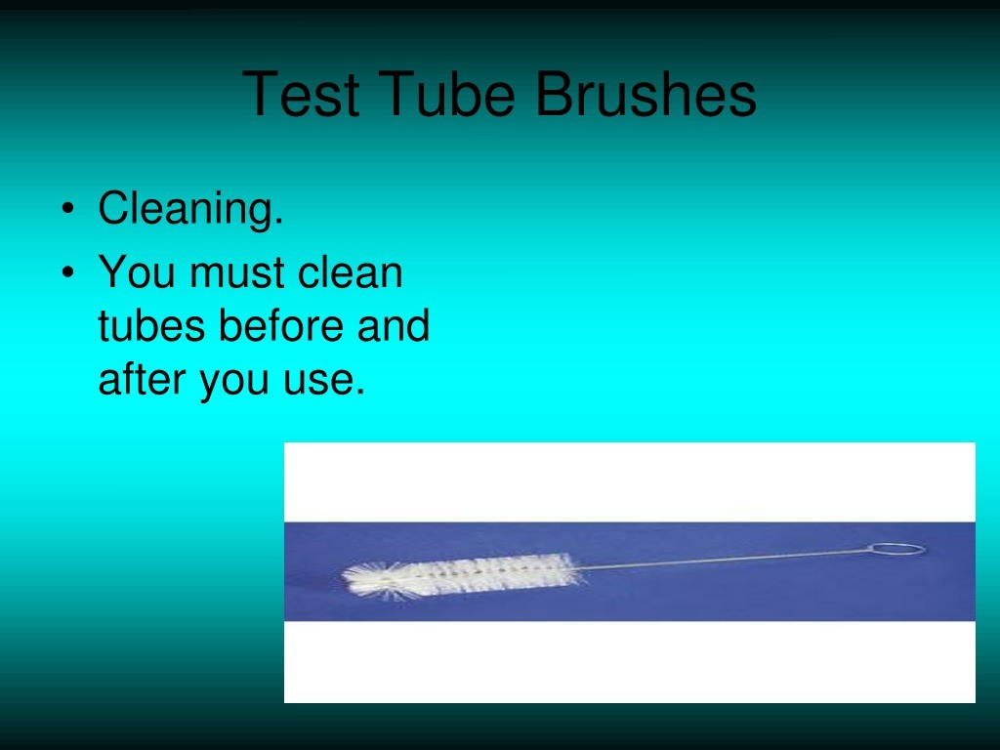 Test Tube Brushes
• Cleaning.
• You must clean
tubes before and
after you use.